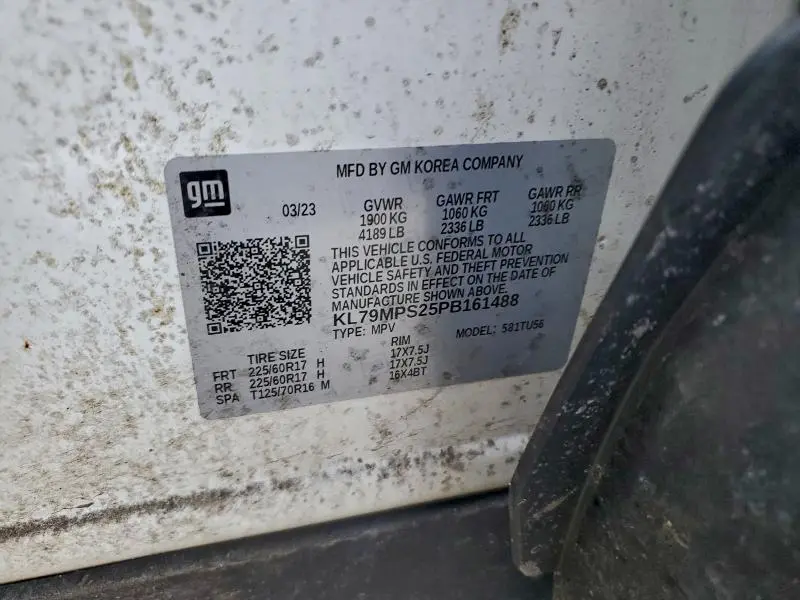 MFD BY GM KOREA COMPANY
gm
03/23
GVWR GAWR FRT GAWR RR
1900 KG 1060 KG 1060 KG
4189 LB 2336 LB 2336 LB
THIS VEHICLE CONFORMS TO ALL
APPLICABLE U.S. FEDERAL MOTOR
VEHICLE SAFETY AND THEFT PREVENTION
STANDARDS IN EFFECT ON THE DATE OF
MANUFACTURE SHOWN ABOVE.
KL79MPS25PB161488
TYPE: MPV MODEL: 581TU56
TIRE SIZE RIM
FRT 225/60R17 H 17X7.5J
RR 225/60R17 H 17X7.5J
SPA T125/70R16 M 16X4BT